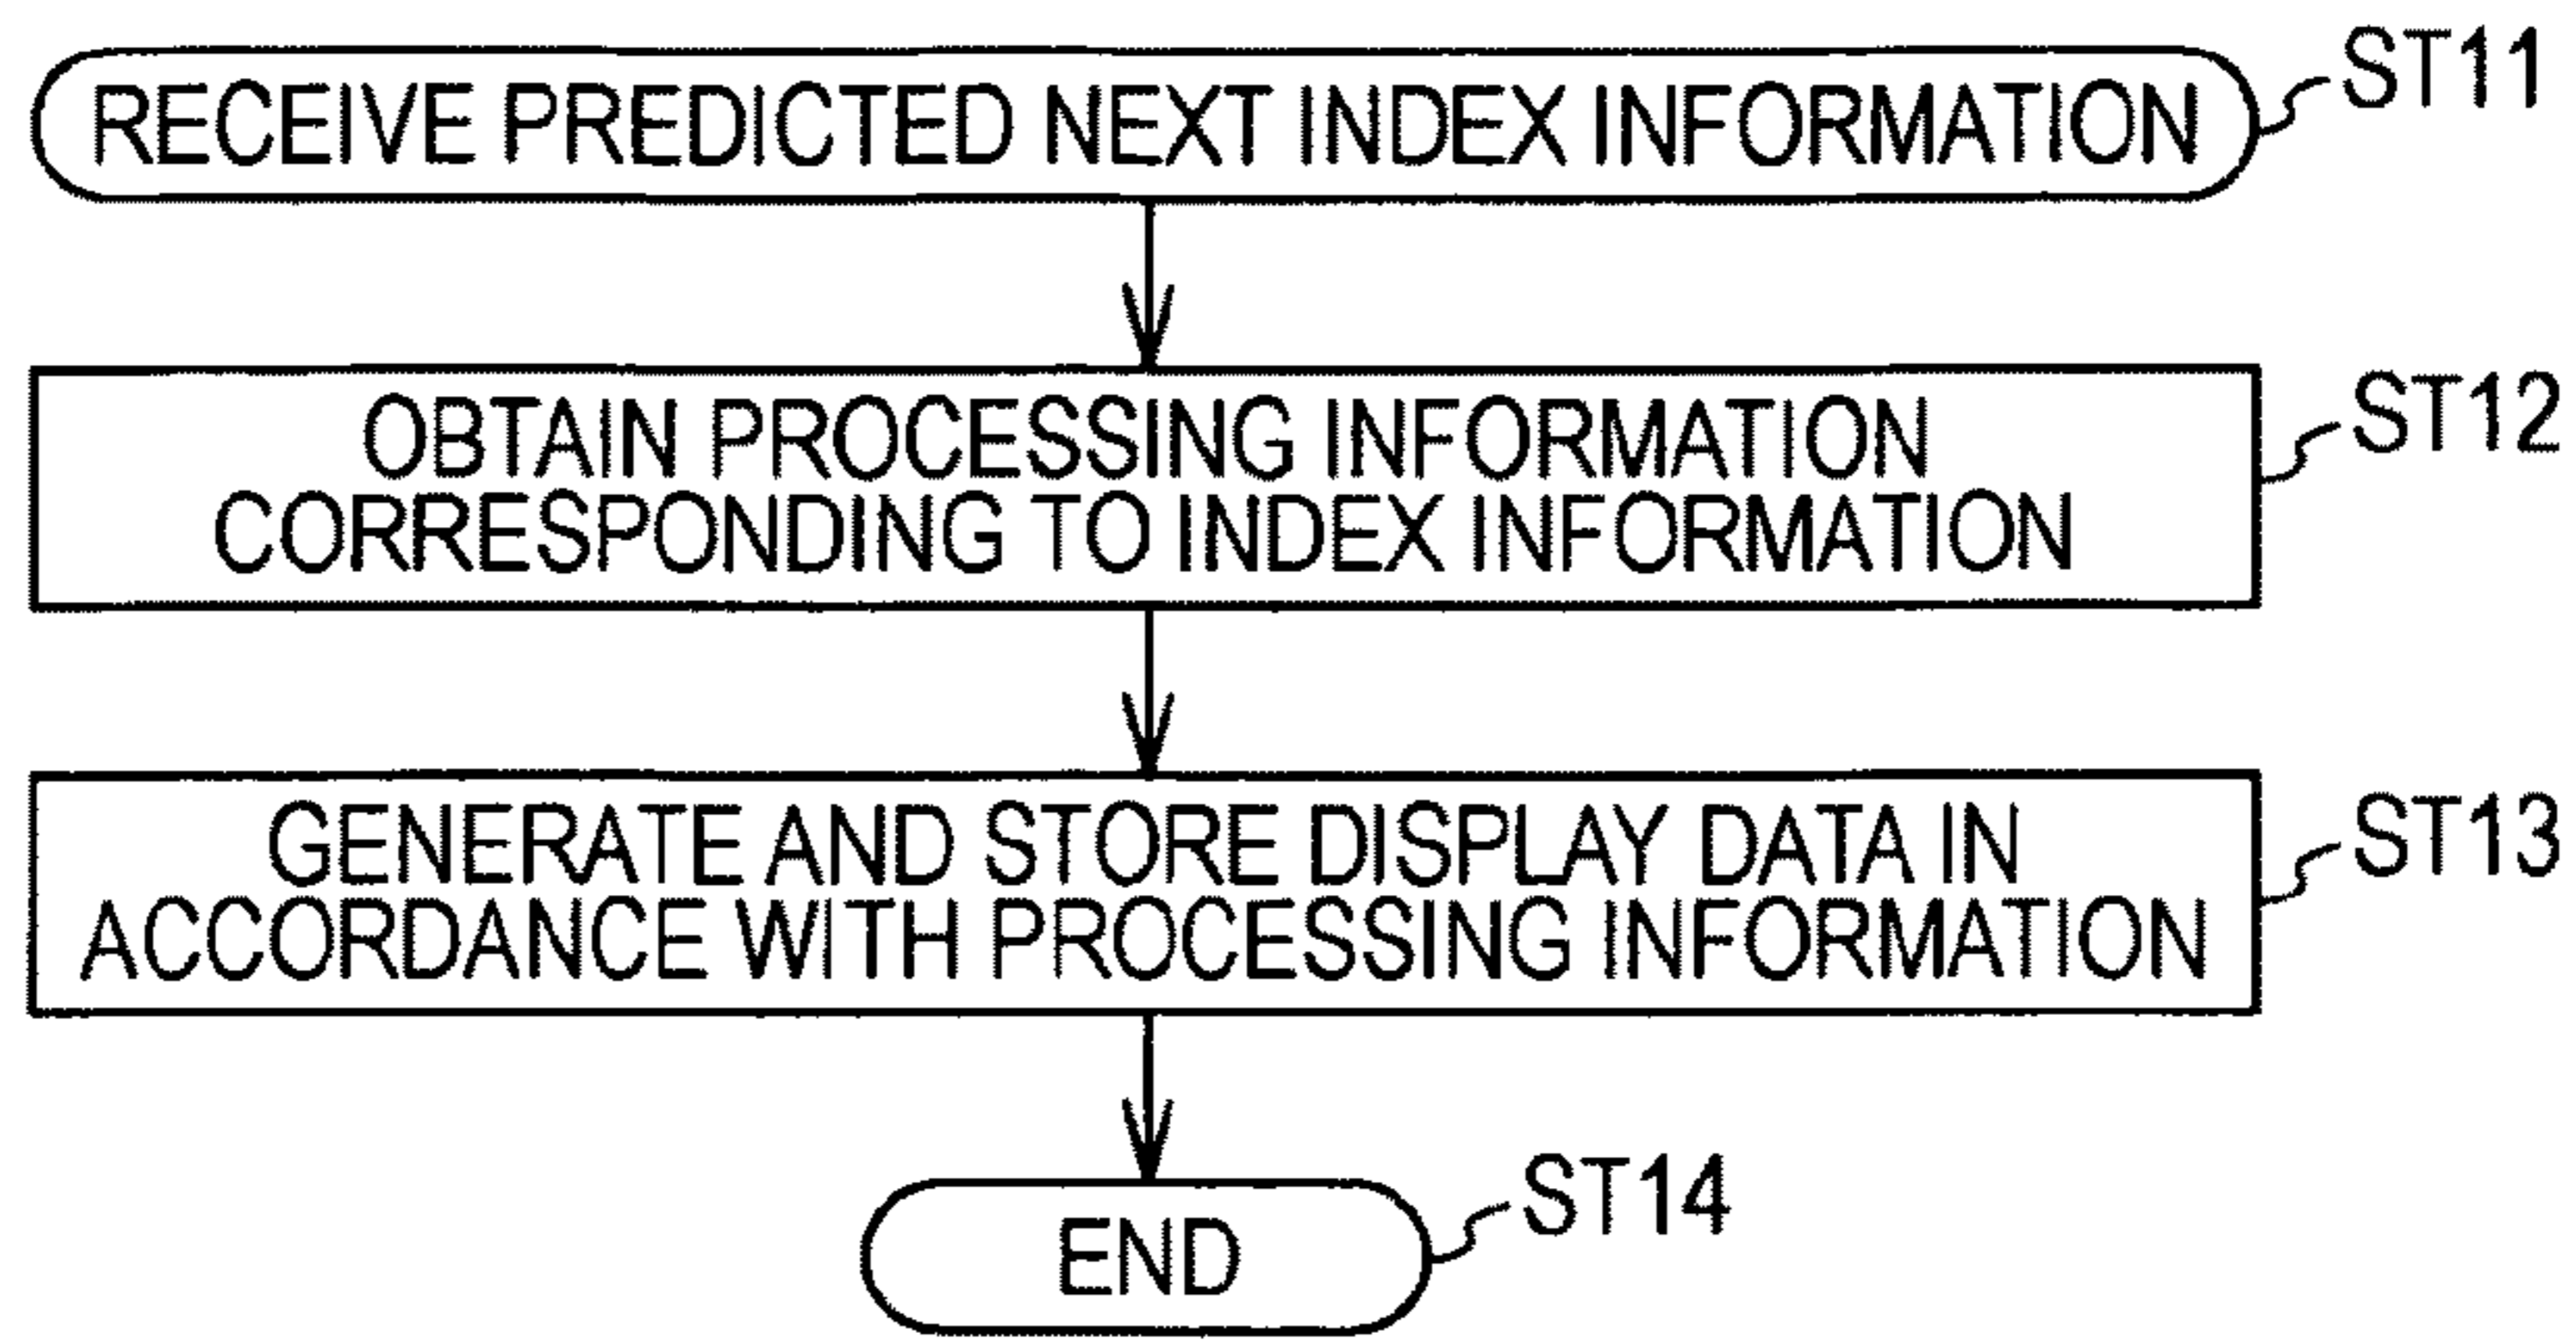 RECEIVE PREDICTED NEXT INDEX INFORMATION
ST11
OBTAIN PROCESSING INFORMATION
CORRESPONDING TO INDEX INFORMATION
ST12
GENERATE AND STORE DISPLAY DATA IN
ACCORDANCE WITH PROCESSING INFORMATION
ST13
END
ST14